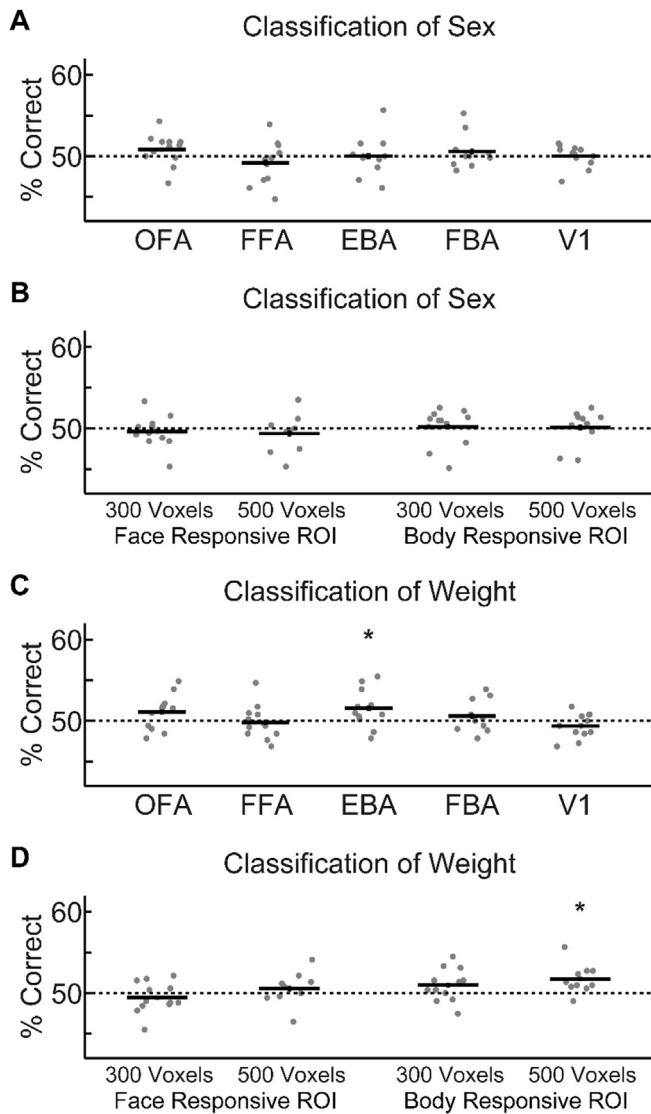 A
Classification of Sex
60
50
% Correct
OFA FFA EBA FBA V1
B
Classification of Sex
60
50
% Correct
300 Voxels 500 Voxels 300 Voxels 500 Voxels
Face Responsive ROI Body Responsive ROI
C
Classification of Weight
*
60
50
% Correct
OFA FFA EBA FBA V1
D
Classification of Weight
*
60
50
% Correct
300 Voxels 500 Voxels 300 Voxels 500 Voxels
Face Responsive ROI Body Responsive ROI